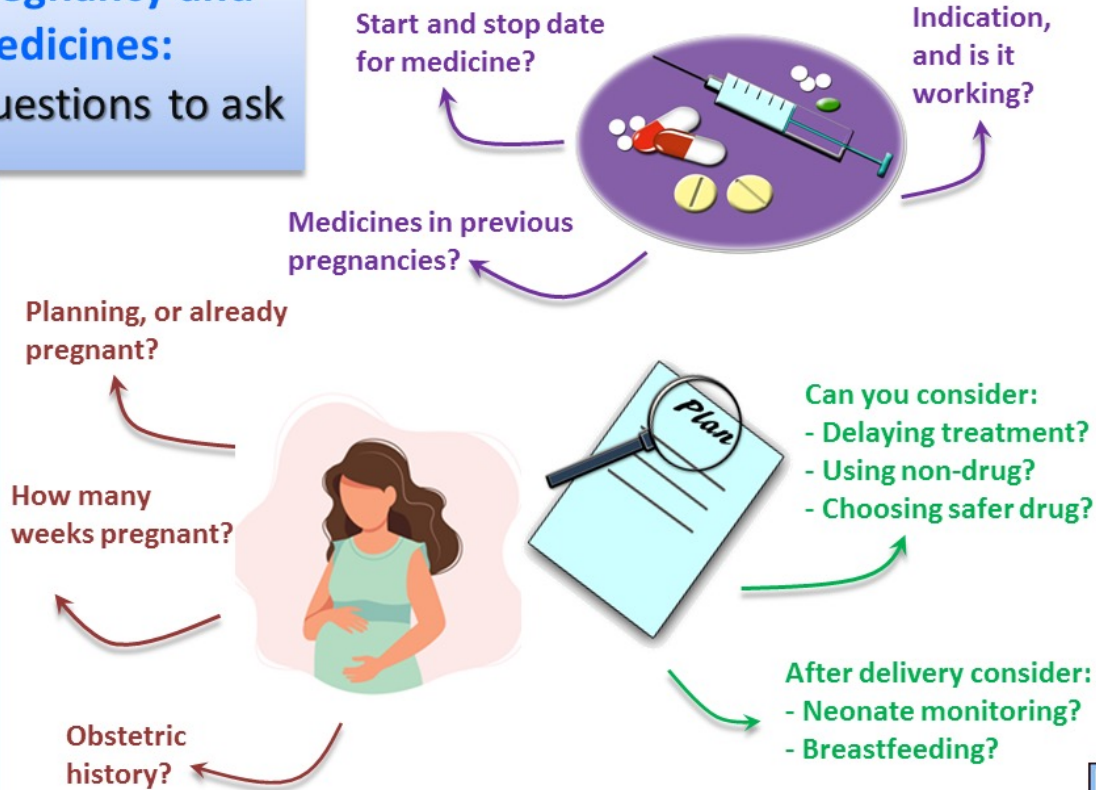 egnancy and
edicines:
uestions to ask
Start and stop date
for medicine?
Indication,
and is it
working?
Medicines in previous
pregnancies?
Planning, or already
pregnant?
How many
weeks pregnant?
Obstetric
history?
Plan
Can you consider:
- Delaying treatment?
- Using non-drug?
- Choosing safer drug?
After delivery consider:
- Neonate monitoring?
- Breastfeeding?